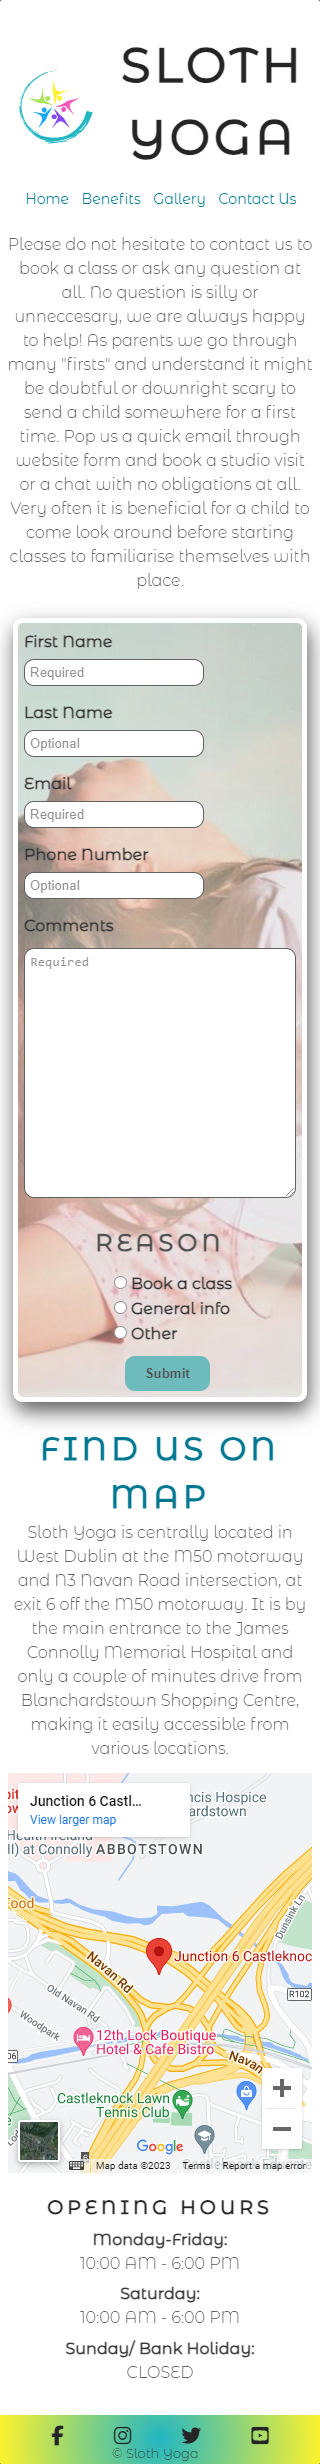 SLOTH
YOGA
Home Benefits Gallery Contact Us
Please do not hesitate to contact us to
book a class or ask any question at
all. No question is silly or
unneccesary, we are always happy
to help! As parents we go through
many "firsts" and understand it might
be doubtful or downright scary to
send a child somewhere for a first
time. Pop us a quick email through
website form and book a studio visit
or a chat with no obligations at all.
Very often it is beneficial for a child to
come look around before starting
classes to familiarise themselves with
place.
First Name
Required
Last Name
Optional
Email
Required
Phone Number
Optional
Comments
Required
REASON
Book a class
General info
Other
Submit
FIND US ON
MAP
Sloth Yoga is centrally located in
West Dublin at the M50 motorway
and N3 Navan Road intersection, at
exit 6 off the M50 motorway. It is by
the main entrance to the James
Connolly Memorial Hospital and
only a couple of minutes drive from
Blanchardstown Shopping Centre,
making it easily accessible from
various locations.
Junction 6 Castl...
View larger map
ncis Hospice
ardstown
II) at Connolly ABBOTSTOWN
Food
Dunsink Ln
Navan Rd
Junction 6 Castleknoc
R102
Old Navan Rd
Woodpark
12th Lock Boutique
Hotel & Cafe Bistro
Navan
06
Castleknock Lawn
Tennis Club
Google
Map data ©2023 Terms Report a map error
OPENING HOURS
Monday-Friday:
10:00 AM - 6:00 PM
Saturday:
10:00 AM - 6:00 PM
Sunday/ Bank Holiday:
CLOSED
© Sloth Yoga